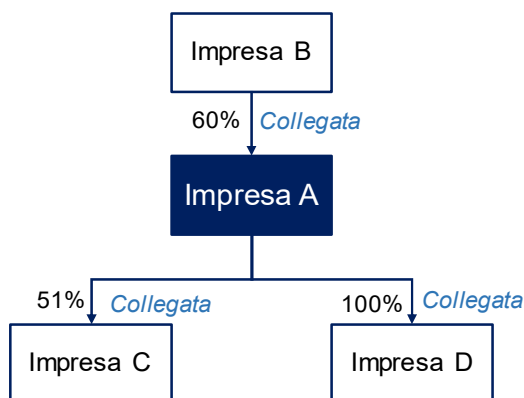 Impresa B
60% Collegata
Impresa A
51% Collegata
100% Collegata
Impresa C
Impresa D